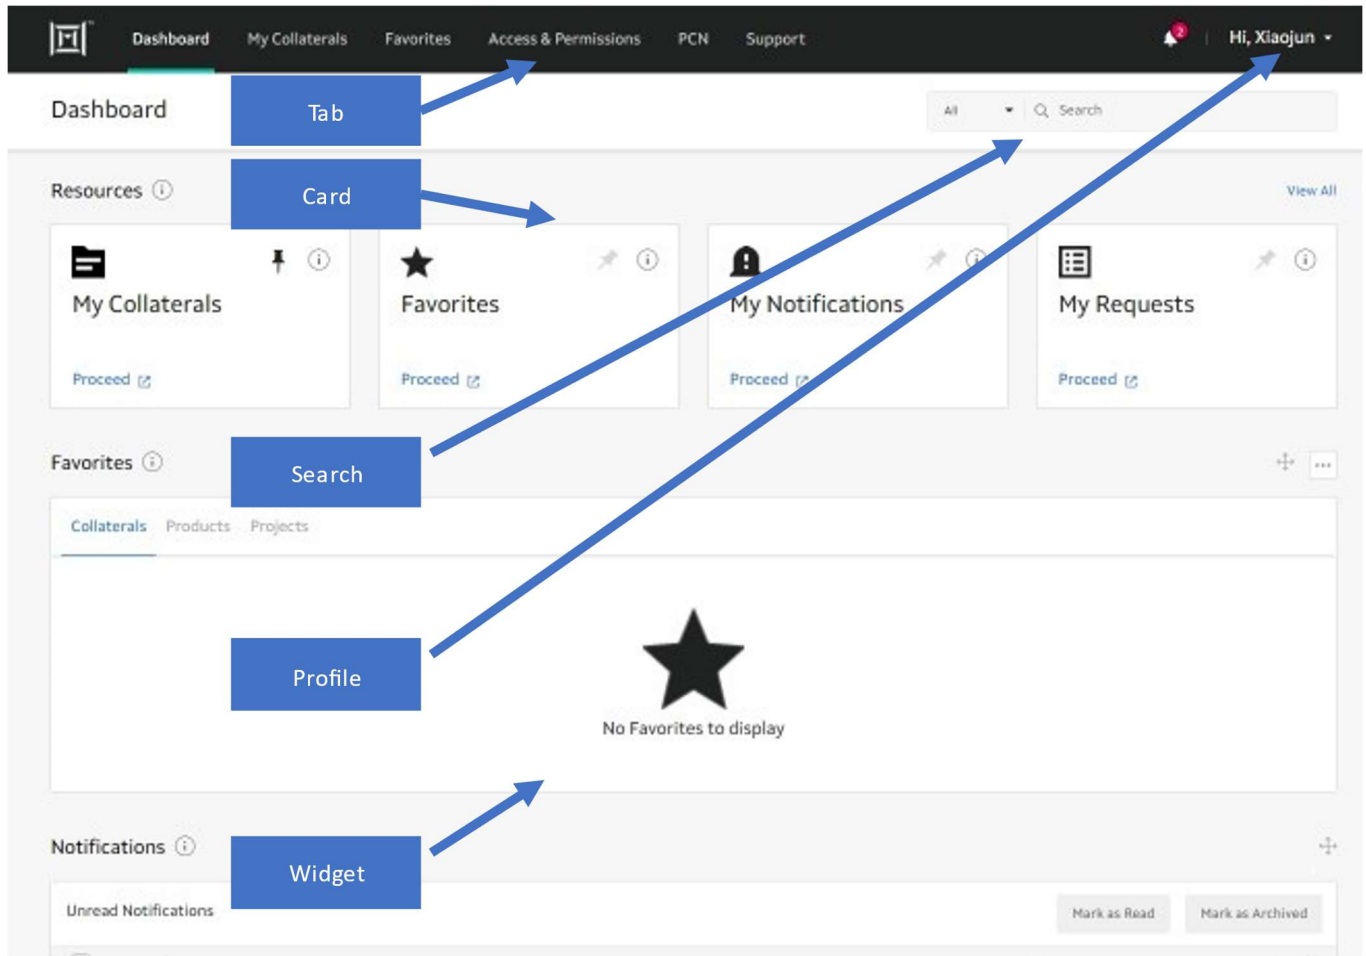 Dashboard My Collaterals Favorites Access & Permissions PCN Support 2 Hi, Xiaojun
Dashboard Tab All Search
Resources Card View All
My Collaterals Favorites My Notifications My Requests
Proceed Proceed Proceed Proceed
Favorites Search
Collaterals Products Projects
Profile
No Favorites to display
Notifications Widget
Unread Notifications Mark as Read Mark as Archived